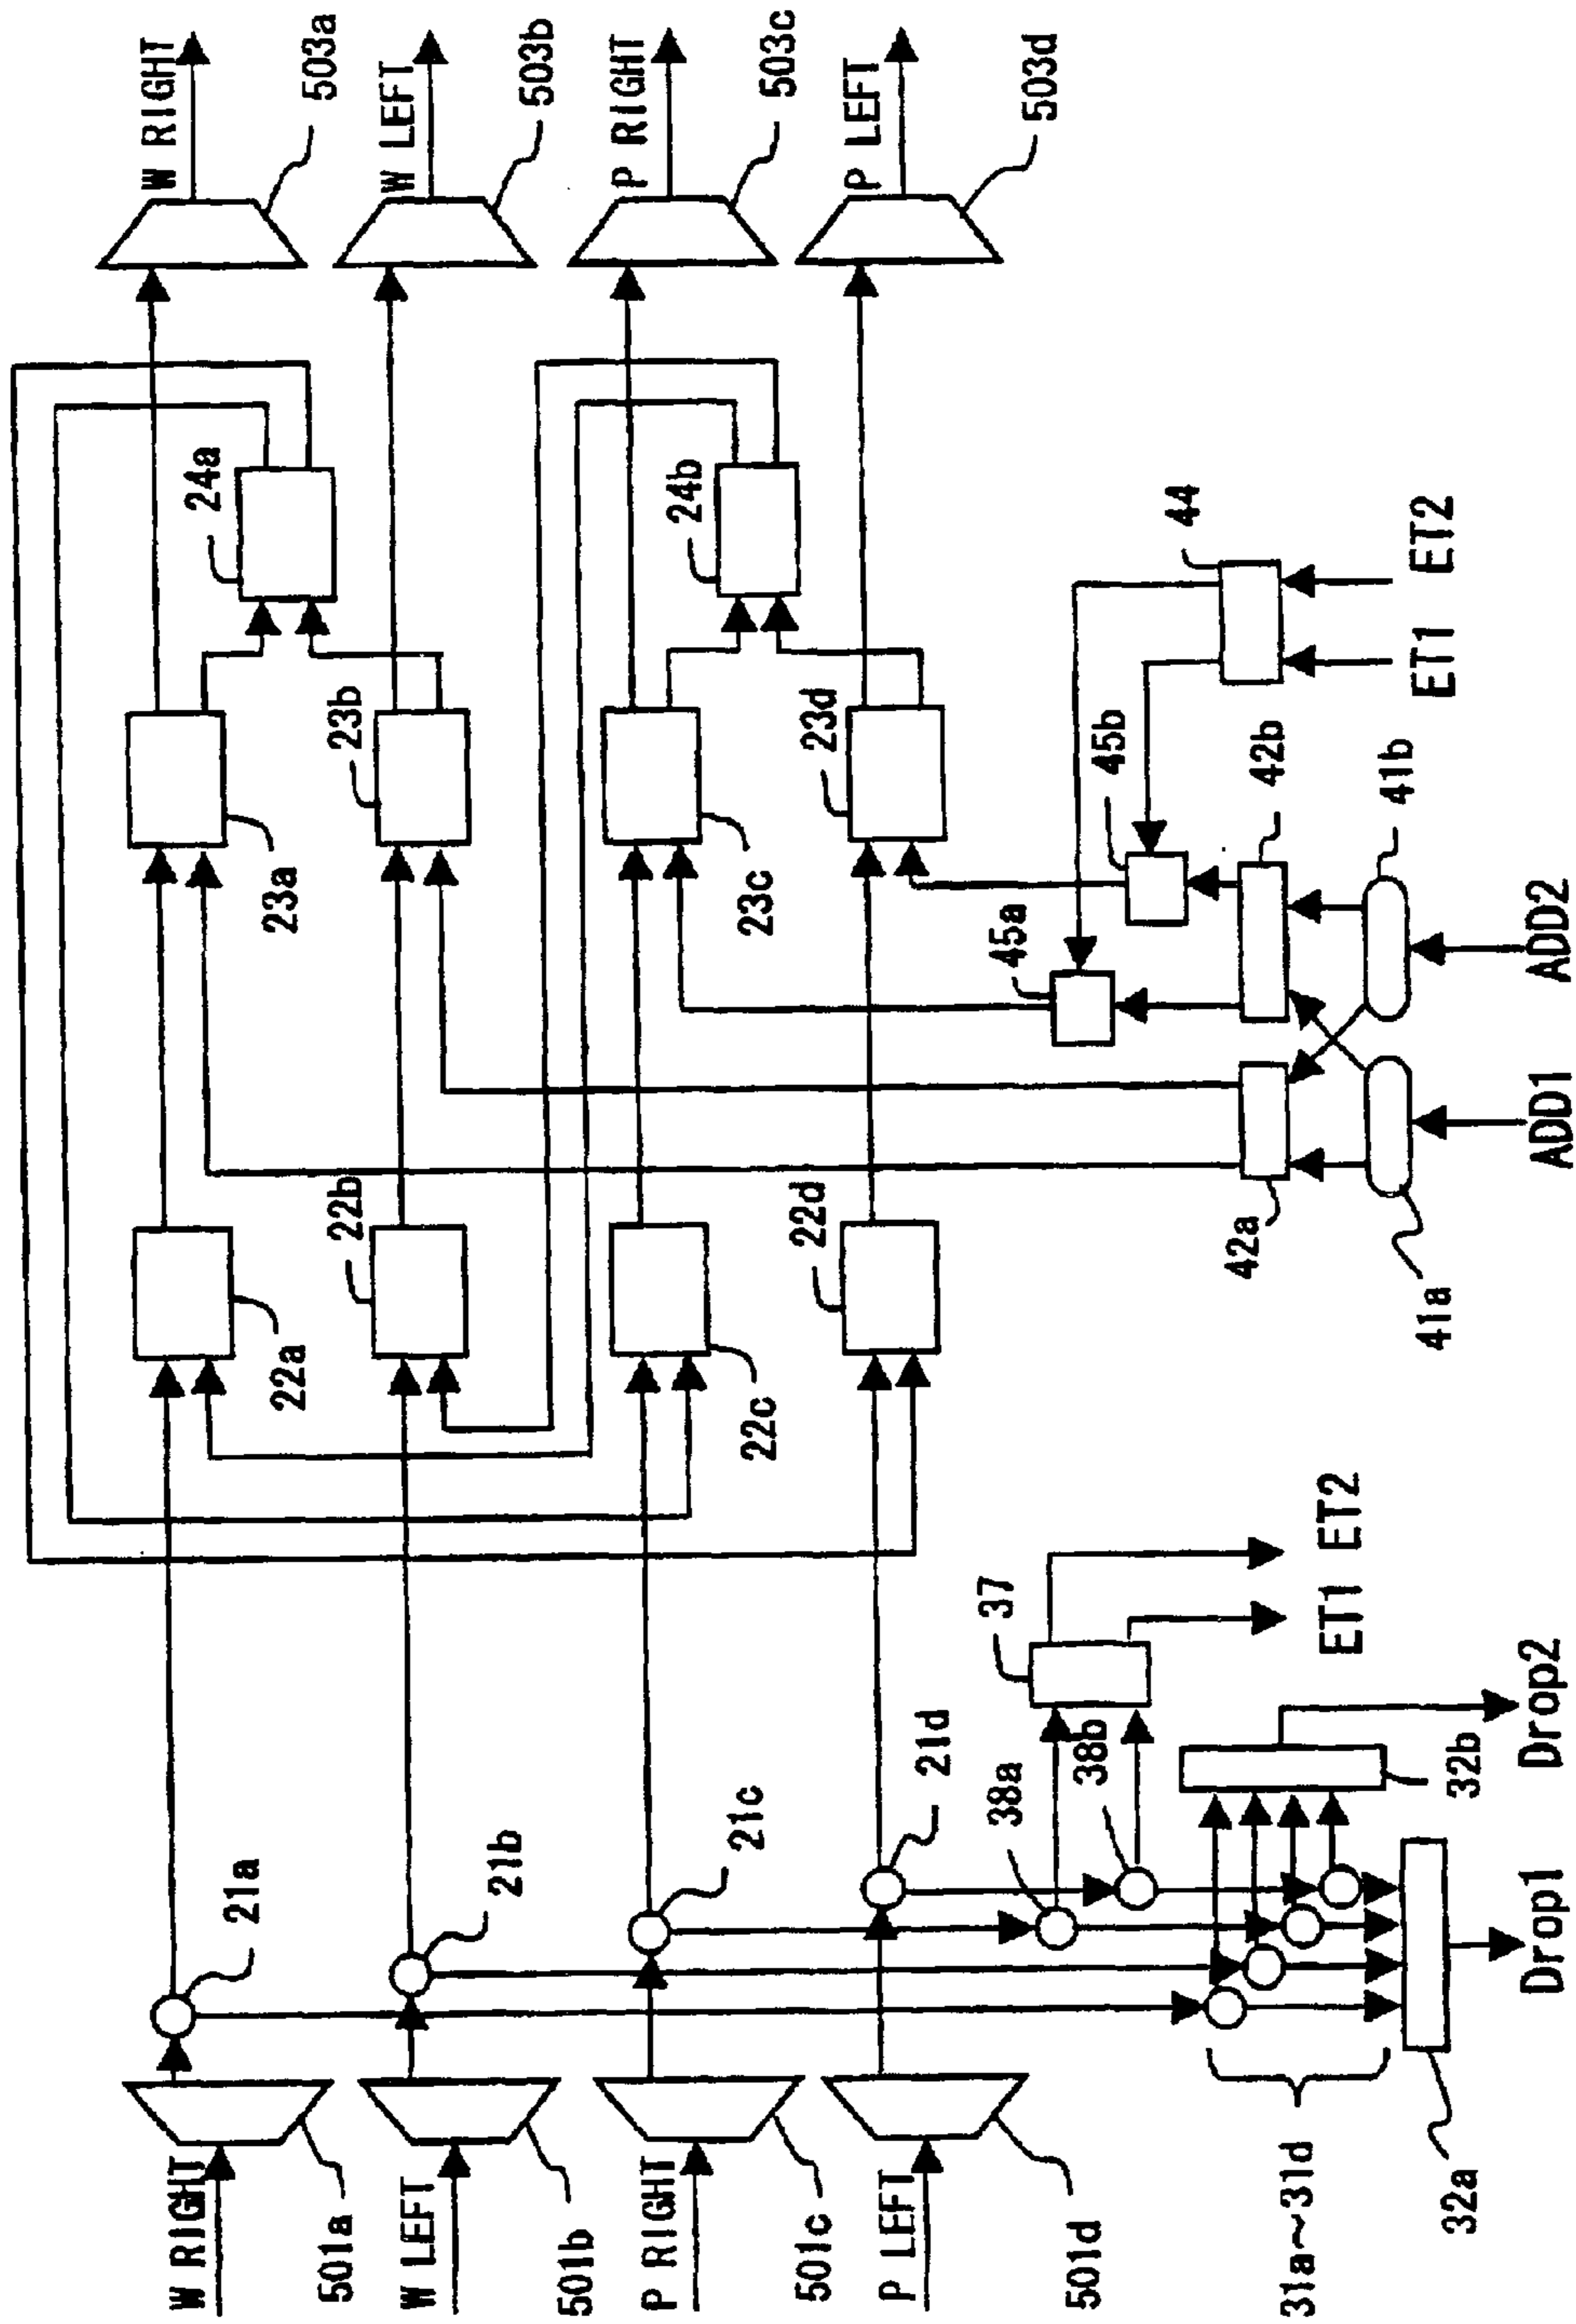 W RIGHT
503a
W LEFT
503b
P RIGHT
503c
P LEFT
503d
24a
24b
44
ET1
ET2
23a
23b
23c
23d
45a
45b
42b
41b
ADD2
22a
22b
22c
22d
42a
41a
ADD1
37
ET1
ET2
21a
21b
21c
21d
38a
38b
32b
Drop2
W RIGHT
501a
W LEFT
501b
P RIGHT
501c
P LEFT
501d
31a~31d
32a
Drop1